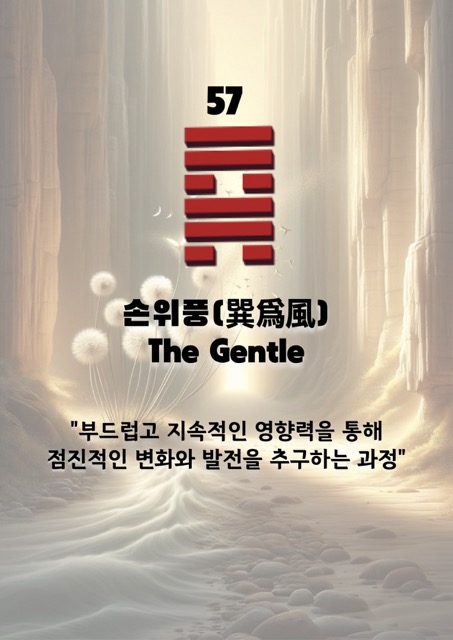 57
손위풍(巽爲風)
The Gentle
"부드럽고 지속적인 영향력을 통해
점진적인 변화와 발전을 추구하는 과정"